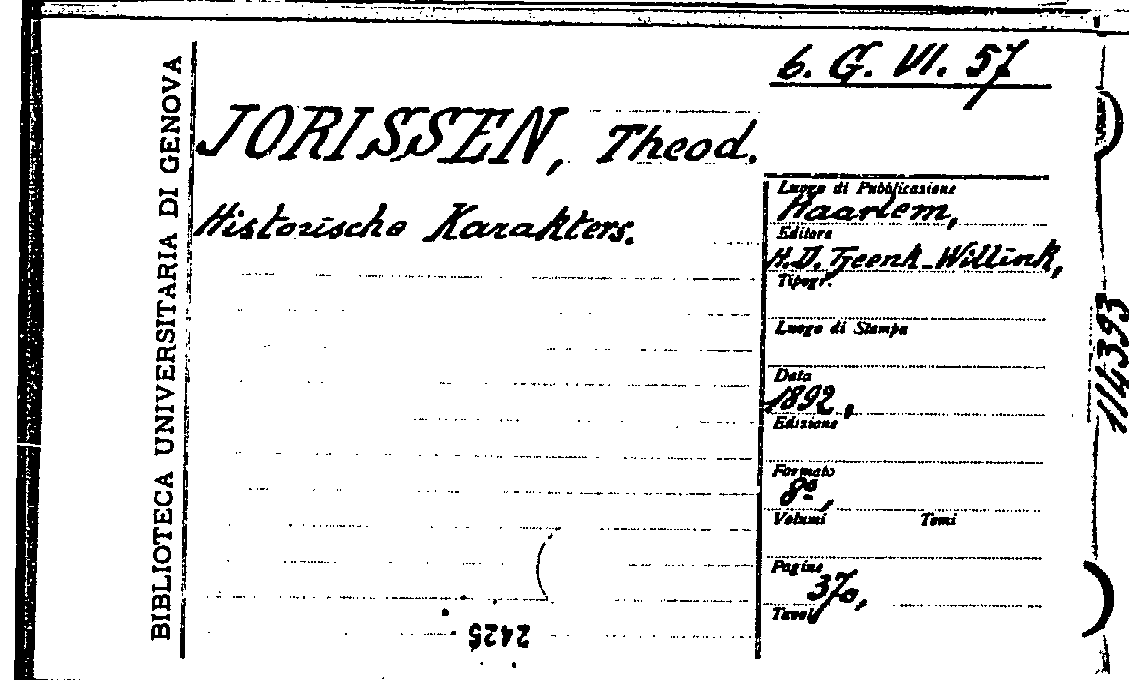 6. G. VI. 57
BIBLIOTECA UNIVERSITARIA DI GENOVA
JORISSEN, Theod.
Historische Karakters.
Luogo di Pubblicazione
Haarlem,
Editore
H.D. Tjeenk-Willink,
Tipogr.
Luogo di Stampa
Data
1892,
Edizione
Formato
8º,
Volumi Tomi
Pagine
370,
Tavole
114393
2425